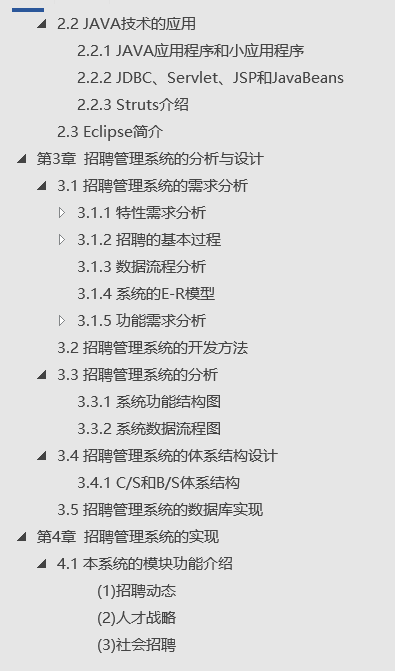 2.2 JAVA技术的应用
2.2.1 JAVA应用程序和小应用程序
2.2.2 JDBC、Servlet、JSP和JavaBeans
2.2.3 Struts介绍
2.3 Eclipse简介
第3章 招聘管理系统的分析与设计
3.1 招聘管理系统的需求分析
3.1.1 特性需求分析
3.1.2 招聘的基本过程
3.1.3 数据流程分析
3.1.4 系统的E-R模型
3.1.5 功能需求分析
3.2 招聘管理系统的开发方法
3.3 招聘管理系统的分析
3.3.1 系统功能结构图
3.3.2 系统数据流程图
3.4 招聘管理系统的体系结构设计
3.4.1 C/S和B/S体系结构
3.5 招聘管理系统的数据库实现
第4章 招聘管理系统的实现
4.1 本系统的模块功能介绍
(1)招聘动态
(2)人才战略
(3)社会招聘